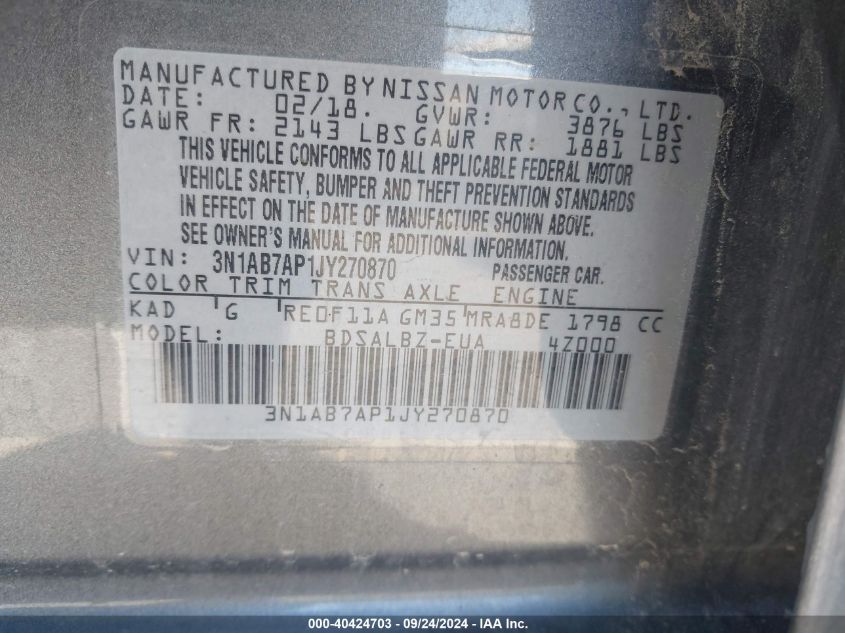 MANUFACTURED BY NISSAN MOTOR CO., LTD.
DATE: 02/18. GVWR: 3876 LBS
GAWR FR: 2143 LBS GAWR RR: 1881 LBS
THIS VEHICLE CONFORMS TO ALL APPLICABLE FEDERAL MOTOR
VEHICLE SAFETY, BUMPER AND THEFT PREVENTION STANDARDS
IN EFFECT ON THE DATE OF MANUFACTURE SHOWN ABOVE.
SEE OWNER'S MANUAL FOR ADDITIONAL INFORMATION.
VIN: 3N1AB7AP1JY270870 PASSENGER CAR.
COLOR TRIM TRANS AXLE ENGINE
KAD G RE0F11A GM35 MRA8DE 1798 CC
MODEL: BDSALBZ-EUA 4Z000
3N1AB7AP1JY270870
000-40424703 - 09/24/2024 - IAA.